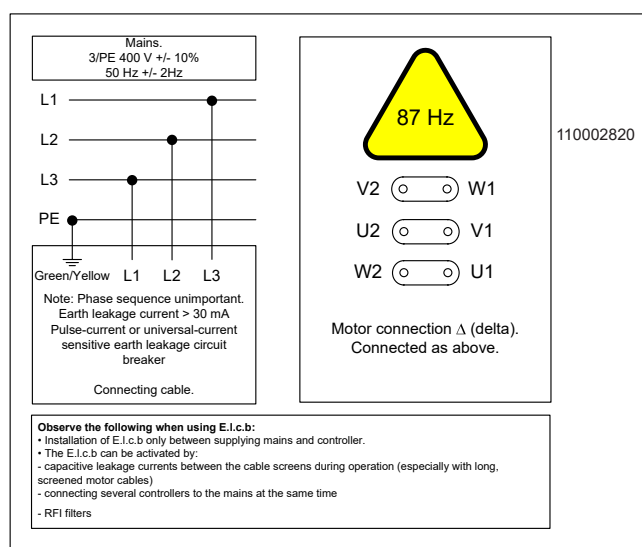 Mains.
3/PE 400 V +/- 10%
50 Hz +/- 2Hz
L1
L2
L3
PE
Green/Yellow L1 L2 L3
Note: Phase sequence unimportant.
Earth leakage current > 30 mA
Pulse-current or universal-current
sensitive earth leakage circuit
breaker
Connecting cable.
87 Hz
V2 W1
U2 V1
W2 U1
Motor connection Δ (delta).
Connected as above.
110002820
Observe the following when using E.l.c.b:
• Installation of E.l.c.b only between supplying mains and controller.
• The E.l.c.b can be activated by:
- capacitive leakage currents between the cable screens during operation (especially with long,
screened motor cables)
- connecting several controllers to the mains at the same time
- RFI filters